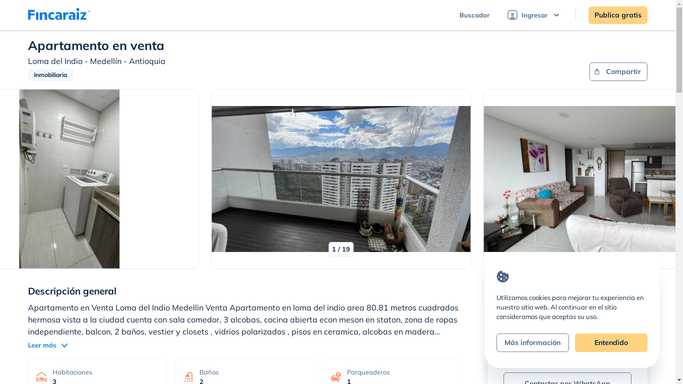 Fincaraiz
Buscador
Ingresar
Publica gratis
Apartamento en venta
Loma del Indio - Medellín - Antioquia
Inmobiliaria
Compartir
1 / 19
Descripción general
Apartamento en Venta Loma del Indio Medellín Venta Apartamento en loma del indio area 80.81 metros cuadrados
hermosa vista a la ciudad cuenta con sala comedor, 3 alcobas, cocina abierta econ meson en staton, zona de ropas
independiente, balcon, 2 baños, vestier y closets , vidrios polarizados , pisos en ceramica, alcobas en madera...
Leer más
Habitaciones
3
Baños
2
Parqueaderos
1
Utilizamos cookies para mejorar tu experiencia en
nuestro sitio web. Al continuar en el sitio
consideramos que aceptas su uso.
Más información
Entendido
Contactar por WhatsApp